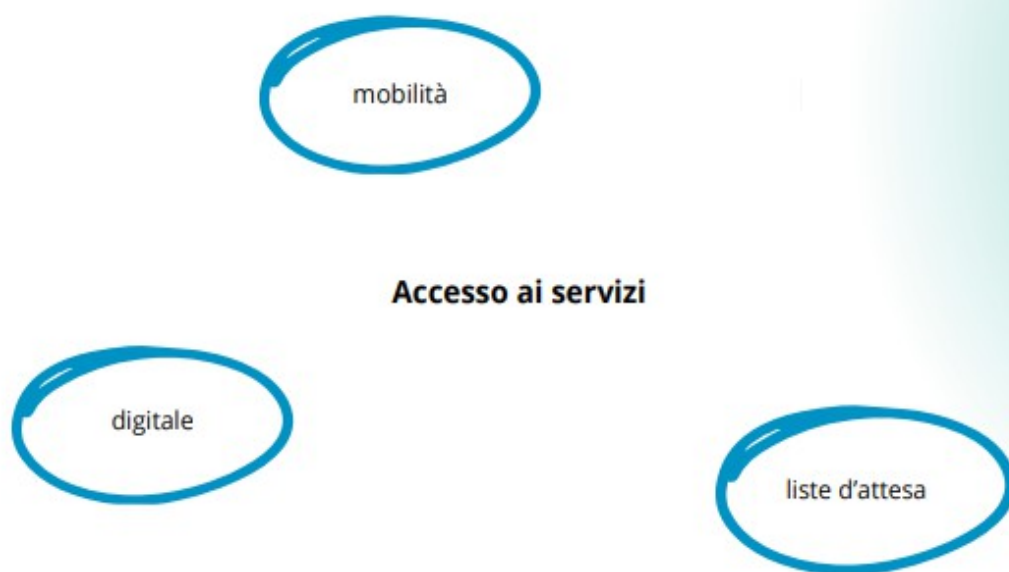 mobilità
Accesso ai servizi
digitale
liste d’attesa